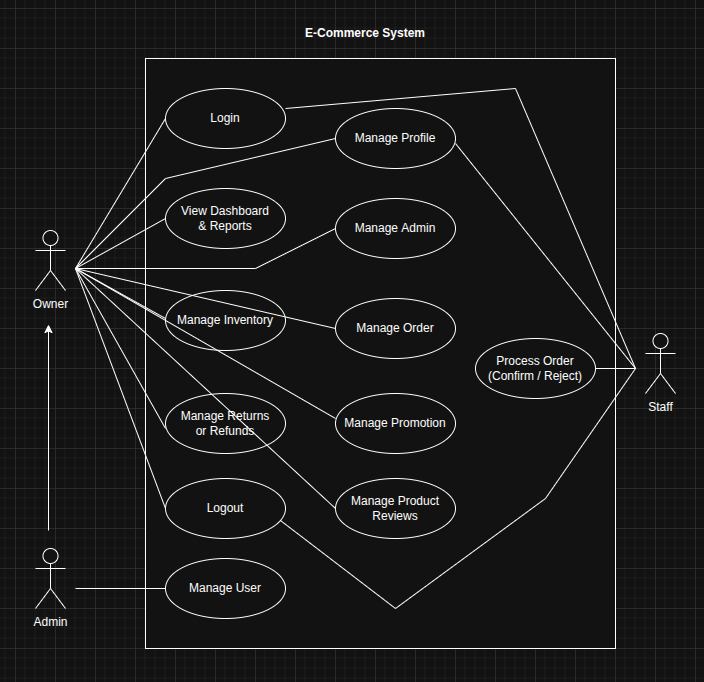 E-Commerce System
Login
Manage Profile
View Dashboard
& Reports
Manage Admin
Owner
Manage Inventory
Manage Order
Process Order
(Confirm / Reject)
Staff
Manage Returns
or Refunds
Manage Promotion
Logout
Manage Product
Reviews
Manage User
Admin